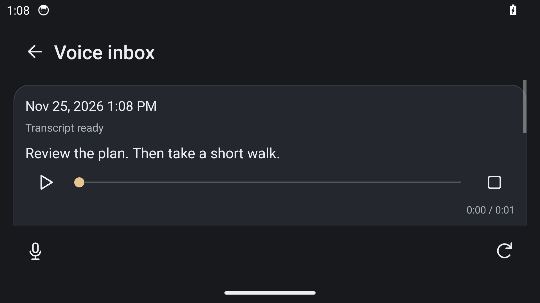 1:08
Voice inbox
Nov 25, 2026 1:08 PM
Transcript ready
Review the plan. Then take a short walk.
0:00 / 0:01